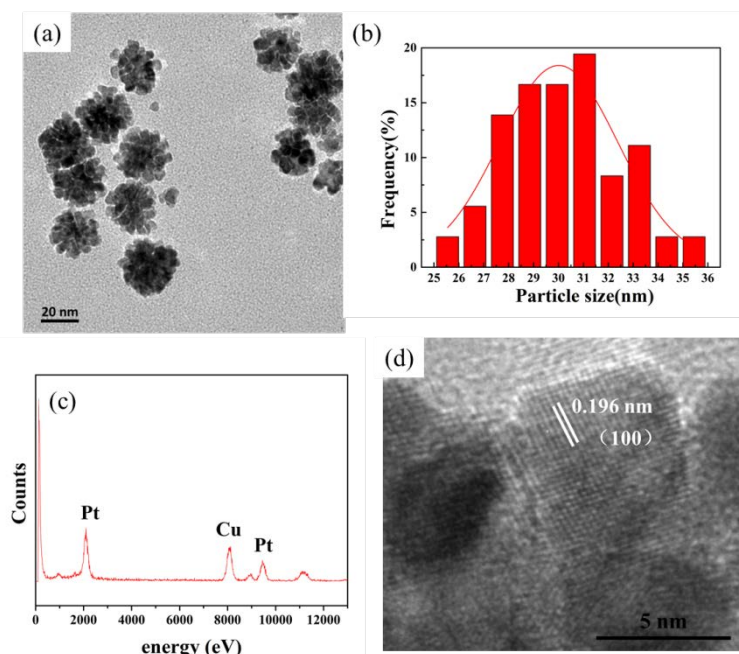 (a)
20 nm
(b)
20
15
10
5
0
Frequency(%)
25 26 27 28 29 30 31 32 33 34 35 36
Particle size(nm)
(c)
Counts
Pt
Cu
Pt
0 2000 4000 6000 8000 10000 12000
energy (eV)
(d)
0.196 nm
（100）
5 nm